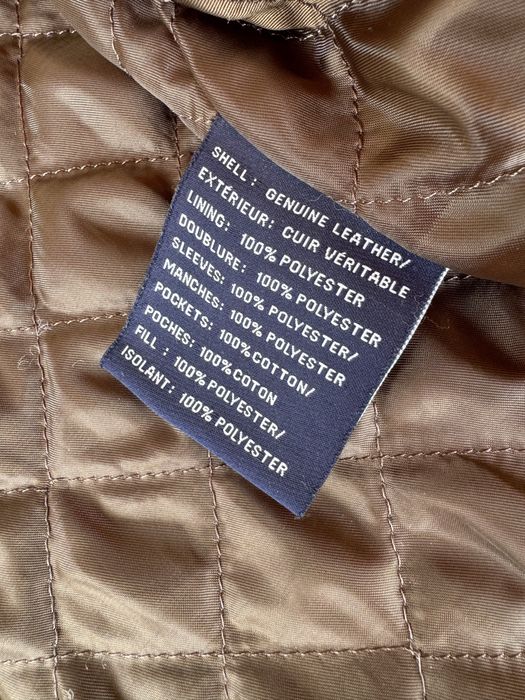 SHELL: GENUINE LEATHER/
EXTÉRIEUR: CUIR VÉRITABLE
LINING: 100% POLYESTER
DOUBLURE: 100% POLYESTER
SLEEVES: 100% POLYESTER/
MANCHES: 100% POLYESTER
POCKETS: 100% COTTON/
POCHES: 100% COTON
FILL : 100% POLYESTER/
ISOLANT: 100% POLYESTER